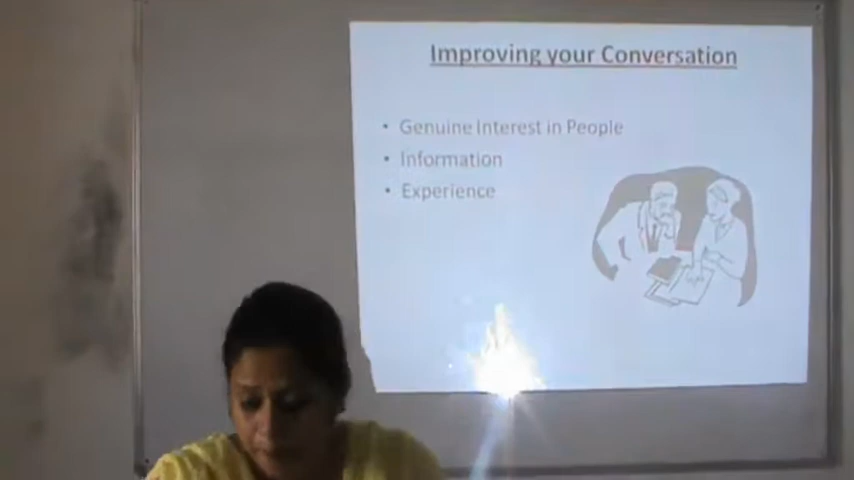 Improving your Conversation
• Genuine Interest in People
• Information
• Experience